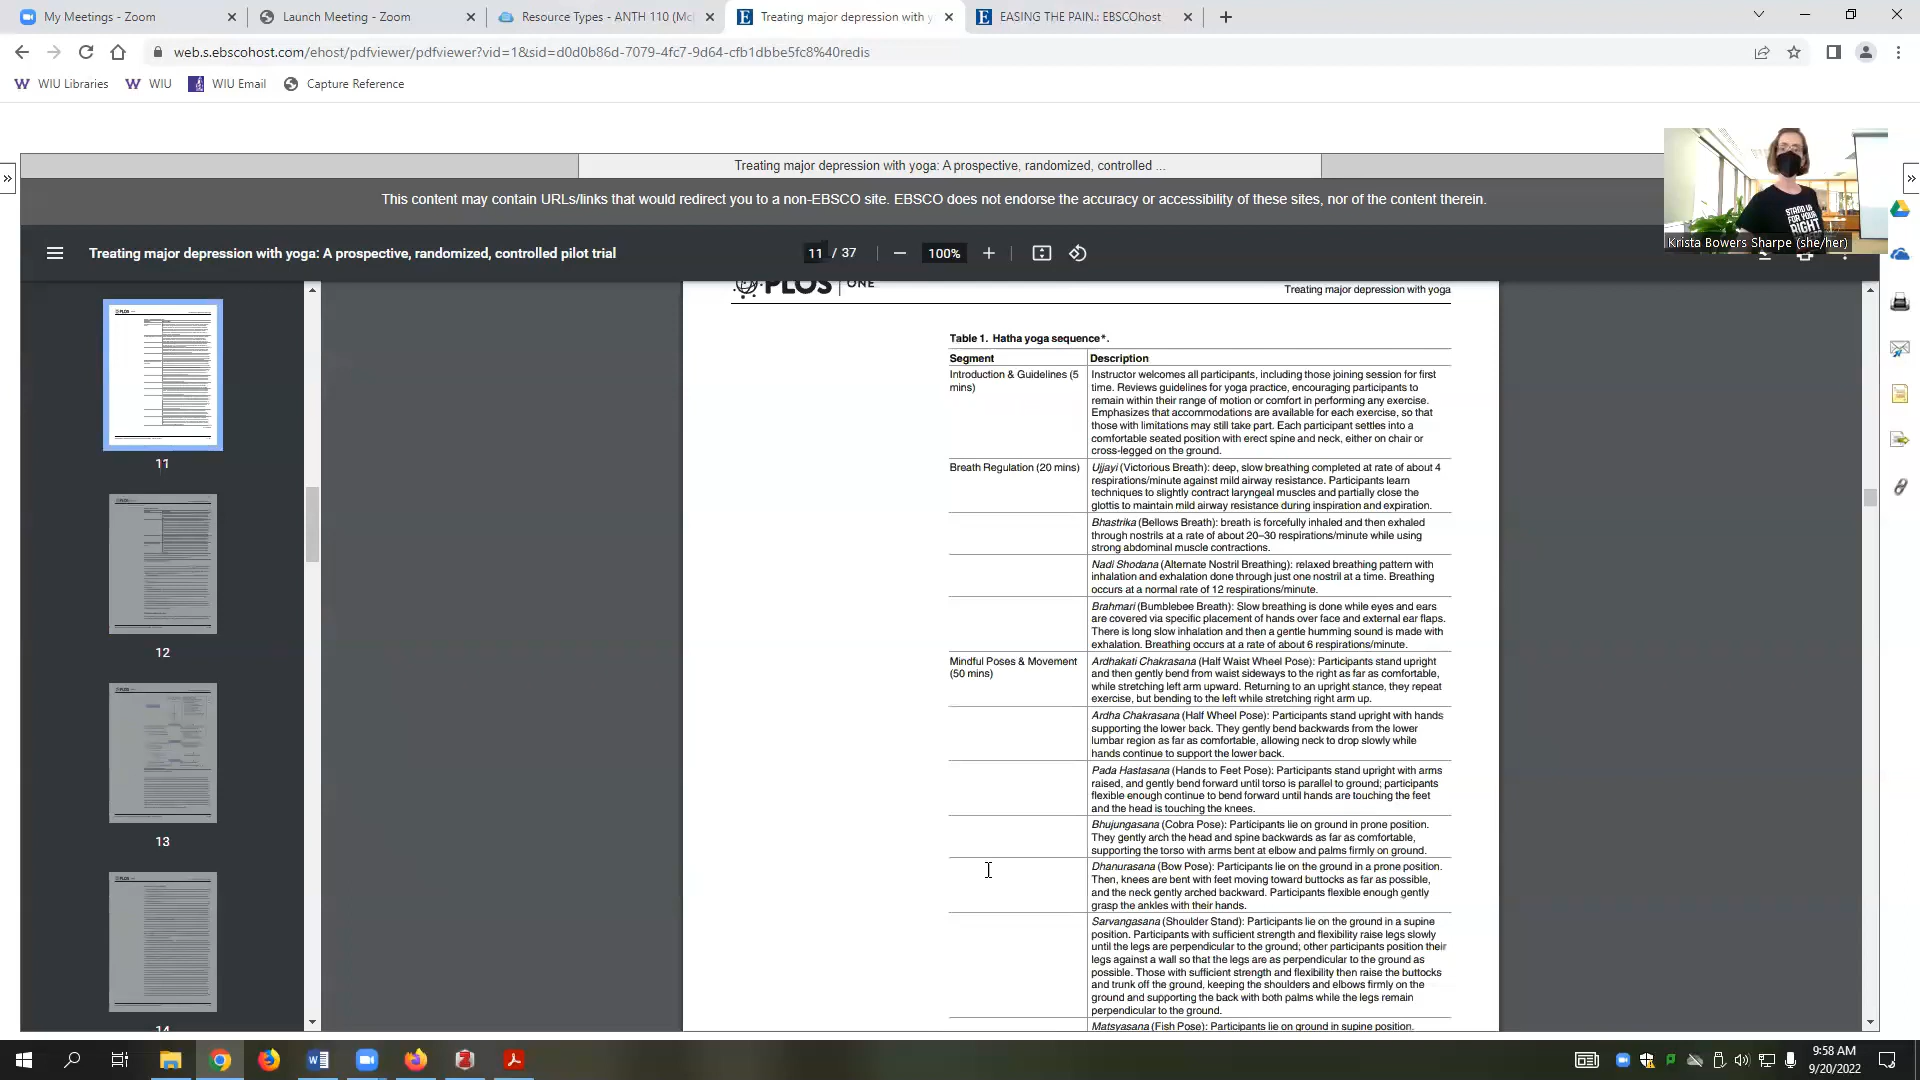 My Meetings - Zoom
Launch Meeting - Zoom
Resource Types - ANTH 110 (Mc
Treating major depression with y
EASING THE PAIN.: EBSCOhost
web.s.ebscohost.com/ehost/pdfviewer/pdfviewer?vid=1&sid=d0d0b86d-7079-4fc7-9d64-cfb1dbbe5fc8%40redis
WIU Libraries
WIU
WIU Email
Capture Reference
Treating major depression with yoga: A prospective, randomized, controlled ...
This content may contain URLs/links that would redirect you to a non-EBSCO site. EBSCO does not endorse the accuracy or accessibility of these sites, nor of the content therein.
STAND UP
FOR YOUR
RIGHT
Krista Bowers Sharpe (she/her)
Treating major depression with yoga: A prospective, randomized, controlled pilot trial
11 / 37
100%
PLOS ONE
Treating major depression with yoga
Table 1. Hatha yoga sequence*.
Segment
Description
Introduction & Guidelines (5
mins)
Instructor welcomes all participants, including those joining session for first
time. Reviews guidelines for yoga practice, encouraging participants to
remain within their range of motion or comfort in performing any exercise.
Emphasizes that accommodations are available for each exercise, so that
those with limitations may still take part. Each participant settles into a
comfortable seated position with erect spine and neck, either on chair or
cross-legged on the ground.
Breath Regulation (20 mins)
Ujjayi (Victorious Breath): deep, slow breathing completed at rate of about 4
respirations/minute against mild airway resistance. Participants learn
techniques to slightly contract laryngeal muscles and partially close the
glottis to maintain mild airway resistance during inspiration and expiration.
Bhastrika (Bellows Breath): breath is forcefully inhaled and then exhaled
through nostrils at a rate of about 20–30 respirations/minute while using
strong abdominal muscle contractions.
Nadi Shodana (Alternate Nostril Breathing): relaxed breathing pattern with
inhalation and exhalation done through just one nostril at a time. Breathing
occurs at a normal rate of 12 respirations/minute.
Brahmari (Bumblebee Breath): Slow breathing is done while eyes and ears
are covered via specific placement of hands over face and external ear flaps.
There is long slow inhalation and then a gentle humming sound is made with
exhalation. Breathing occurs at a rate of about 6 respirations/minute.
Mindful Poses & Movement
(50 mins)
Ardhakati Chakrasana (Half Waist Wheel Pose): Participants stand upright
and then gently bend from waist sideways to the right as far as comfortable,
while stretching left arm upward. Returning to an upright stance, they repeat
exercise, but bending to the left while stretching right arm up.
Ardha Chakrasana (Half Wheel Pose): Participants stand upright with hands
supporting the lower back. They gently bend backwards from the lower
lumbar region as far as comfortable, allowing neck to drop slowly while
hands continue to support the lower back.
Pada Hastasana (Hands to Feet Pose): Participants stand upright with arms
raised, and gently bend forward until torso is parallel to ground; participants
flexible enough continue to bend forward until hands are touching the feet
and the head is touching the knees.
Bhujungasana (Cobra Pose): Participants lie on ground in prone position.
They gently arch the head and spine backwards as far as comfortable,
supporting the torso with arms bent at elbow and palms firmly on ground.
Dhanurasana (Bow Pose): Participants lie on the ground in a prone position.
Then, knees are bent with feet moving toward buttocks as far as possible,
and the neck gently arched backward. Participants flexible enough gently
grasp the ankles with their hands.
Sarvangasana (Shoulder Stand): Participants lie on the ground in a supine
position. Participants with sufficient strength and flexibility raise legs slowly
until the legs are perpendicular to the ground; other participants position their
legs against a wall so that the legs are as perpendicular to the ground as
possible. Those with sufficient strength and flexibility then raise the buttocks
and trunk off the ground, keeping the shoulders and elbows firmly on the
ground and supporting the back with both palms while the legs remain
perpendicular to the ground.
Matsyasana (Fish Pose): Participants lie on ground in supine position.
11
12
13
14
9:58 AM
9/20/2022